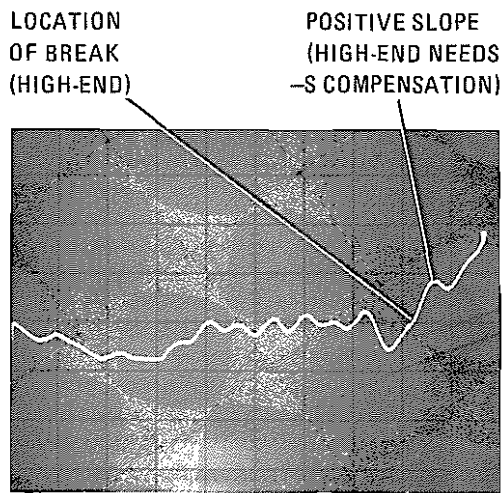 LOCATION
OF BREAK
(HIGH-END)
POSITIVE SLOPE
(HIGH-END NEEDS
–S COMPENSATION)